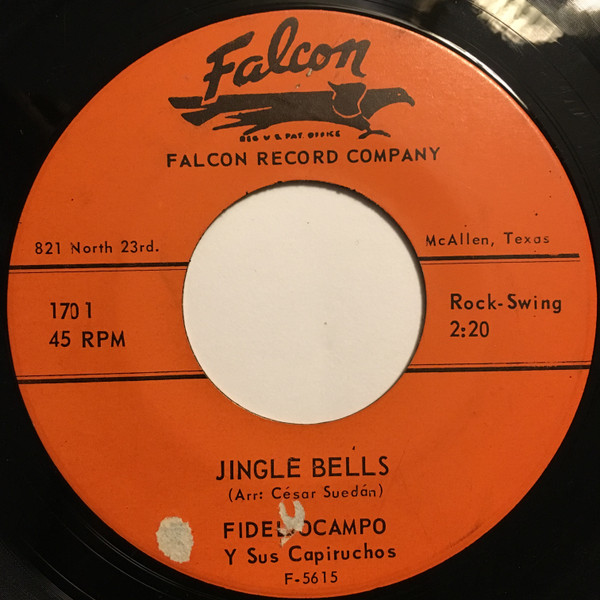 Falcon
REG U.S. PAT. OFFICE
FALCON RECORD COMPANY
821 North 23rd.
McAllen, Texas
1701
45 RPM
Rock-Swing
2:20
JINGLE BELLS
(Arr: César Suedán)
FIDEL OCAMPO
Y Sus Capiruchos
F-5615